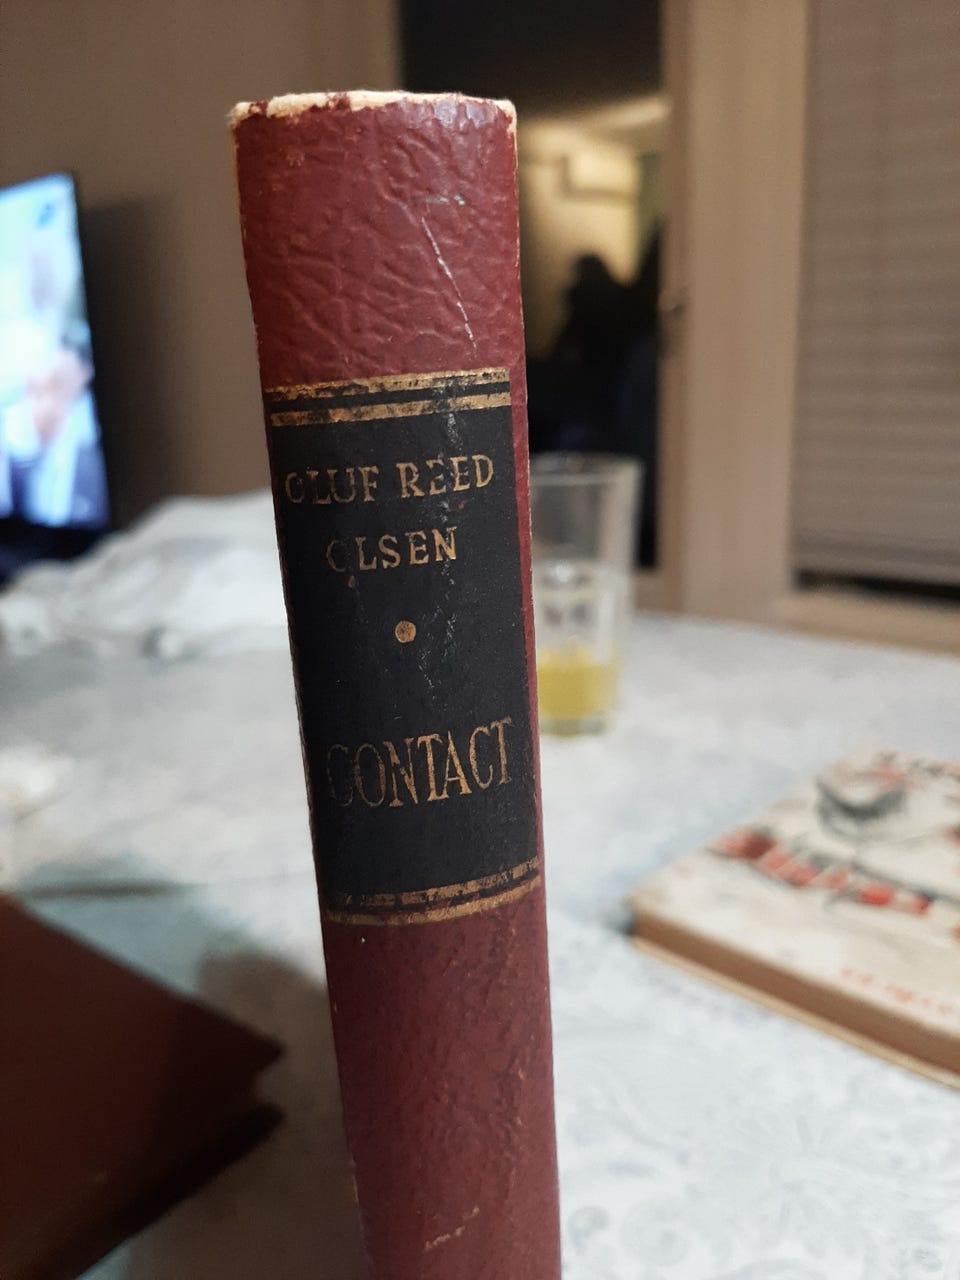 OLUF REED
OLSEN
CONTACT